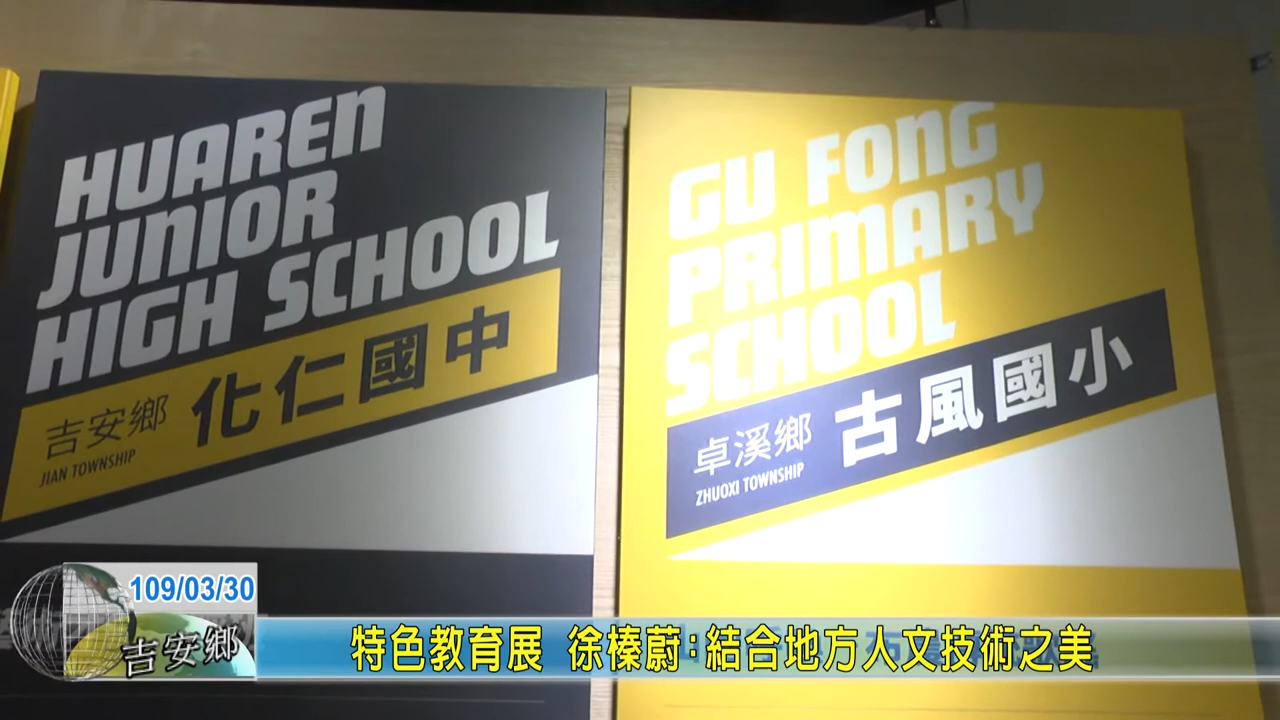 HUAREN
JUNIOR
HIGH SCHOOL
吉安鄉 化仁國中
JIAN TOWNSHIP
GU FONG
PRIMARY
SCHOOL
卓溪鄉 古風國小
ZHUOXI TOWNSHIP
109/03/30
吉安鄉
特色教育展 徐榛蔚:結合地方人文技術之美